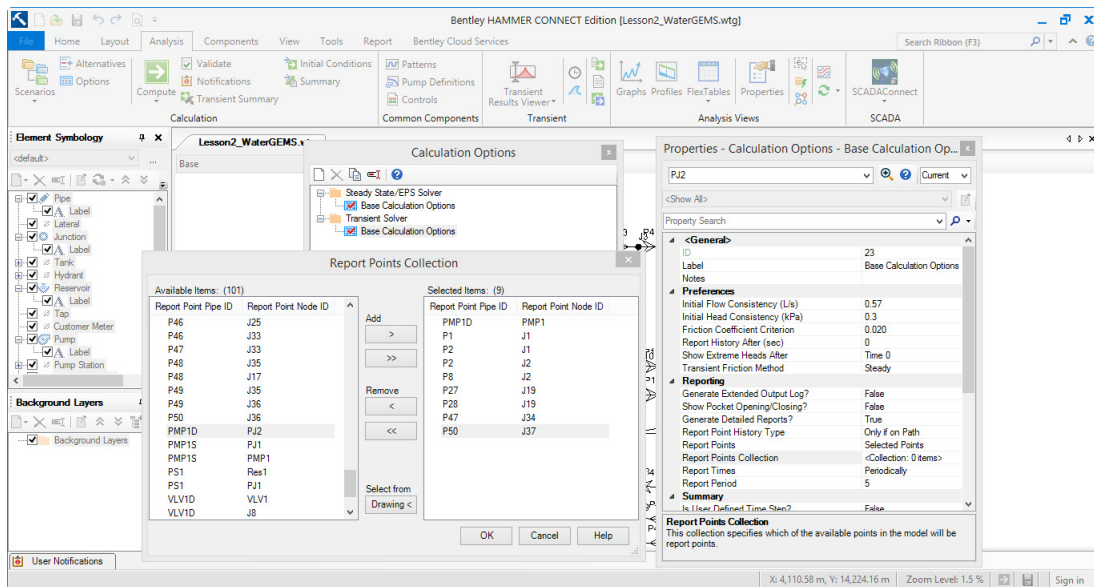 Bentley HAMMER CONNECT Edition [Lesson2_WaterGEMS.wtg]
File Home Layout Analysis Components View Tools Report Bentley Cloud Services Search Ribbon (F3)
Scenarios
Alternatives
Options
Compute
Validate
Notifications
Transient Summary
Initial Conditions
Summary
Calculation
Patterns
Pump Definitions
Controls
Common Components
Transient
Results Viewer
Transient
Graphs Profiles FlexTables Properties
Analysis Views
SCADAConnect
SCADA
Element Symbology
<default>
...
Pipe
Label
Lateral
Junction
Label
Tank
Hydrant
Reservoir
Label
Tap
Customer Meter
Pump
Label
Pump Station
Background Layers
Background Layers
User Notifications
Lesson2_WaterGEMS.w
Base
Calculation Options
Steady State/EPS Solver
Base Calculation Options
Transient Solver
Base Calculation Options
Report Points Collection
Available Items: (101)
Report Point Pipe ID Report Point Node ID
P46 J25
P46 J33
P47 J33
P48 J35
P48 J17
P49 J35
P49 J36
P50 J36
PMP1D PJ2
PMP1S PJ1
PMP1S PMP1
PS1 Res1
PS1 PJ1
VLV1D VLV1
VLV1D J8
Add
>
>>
Remove
<
<<
Select from
Drawing <
Selected Items: (9)
Report Point Pipe ID Report Point Node ID
PMP1D PMP1
P1 J1
P2 J1
P2 J2
P8 J2
P27 J19
P28 J19
P47 J34
P50 J37
OK Cancel Help
Properties - Calculation Options - Base Calculation Op...
PJ2 Current
<Show All>
Property Search
<General>
ID 23
Label Base Calculation Options
Notes
Preferences
Initial Flow Consistency (L/s) 0.57
Initial Head Consistency (kPa) 0.3
Friction Coefficient Criterion 0.020
Report History After (sec) 0
Show Extreme Heads After Time 0
Transient Friction Method Steady
Reporting
Generate Extended Output Log? False
Show Pocket Opening/Closing? False
Generate Detailed Reports? True
Report Point History Type Only if on Path
Report Points Selected Points
Report Points Collection <Collection: 0 items>
Report Times Periodically
Report Period 5
Summary
Is User Defined Time Step? False
Report Points Collection
This collection specifies which of the available points in the model will be
report points.
X: 4,110.58 m, Y: 14,224.16 m Zoom Level: 1.5 % Sign in